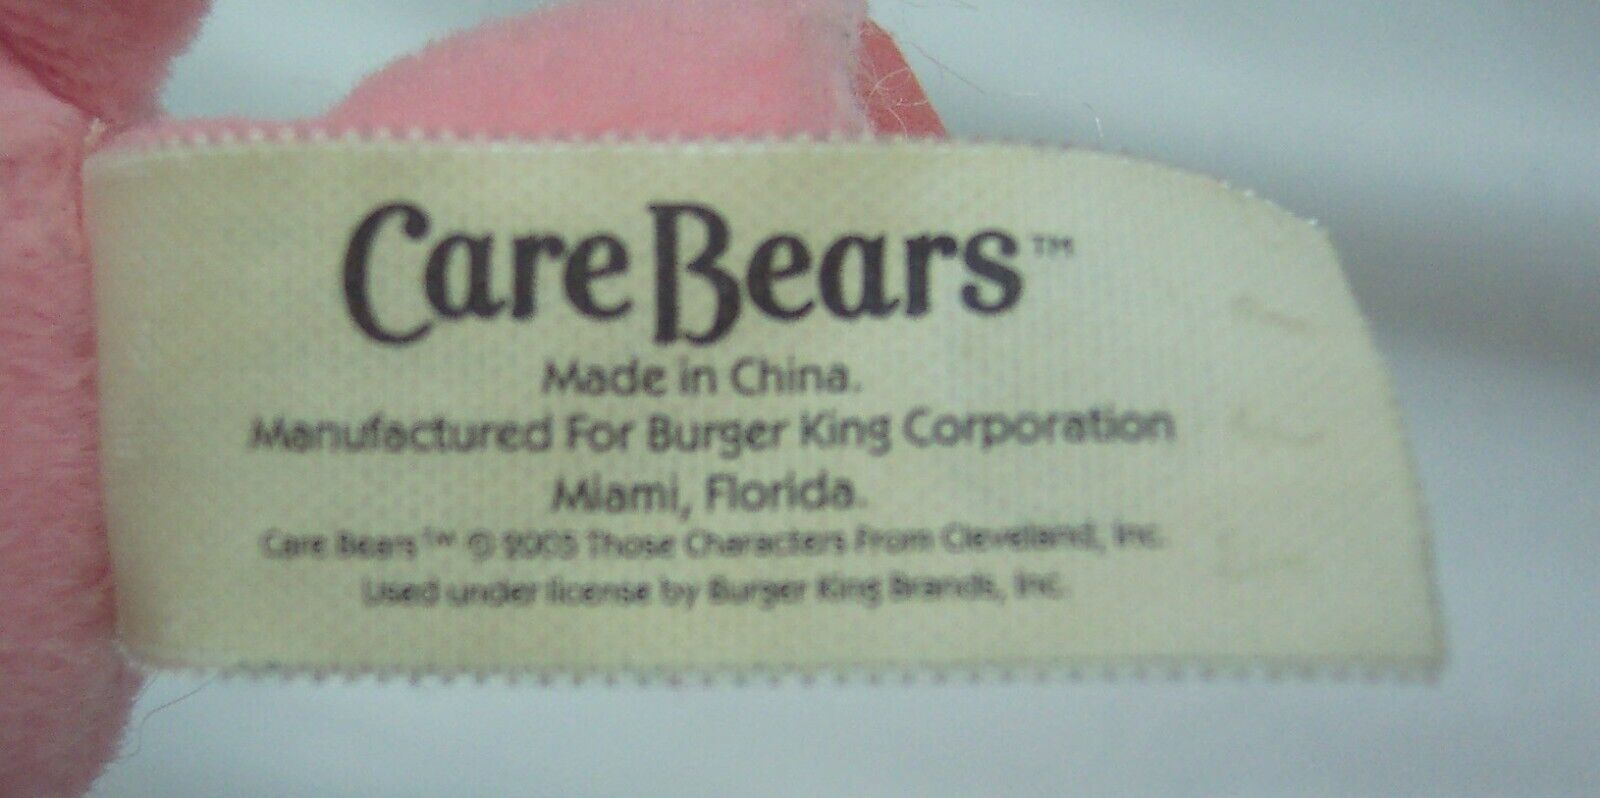 Care Bears™
Made in China.
Manufactured For Burger King Corporation
Miami, Florida.
Care Bears™ © 2005 Those Characters From Cleveland, Inc.
Used under license by Burger King Brands, Inc.